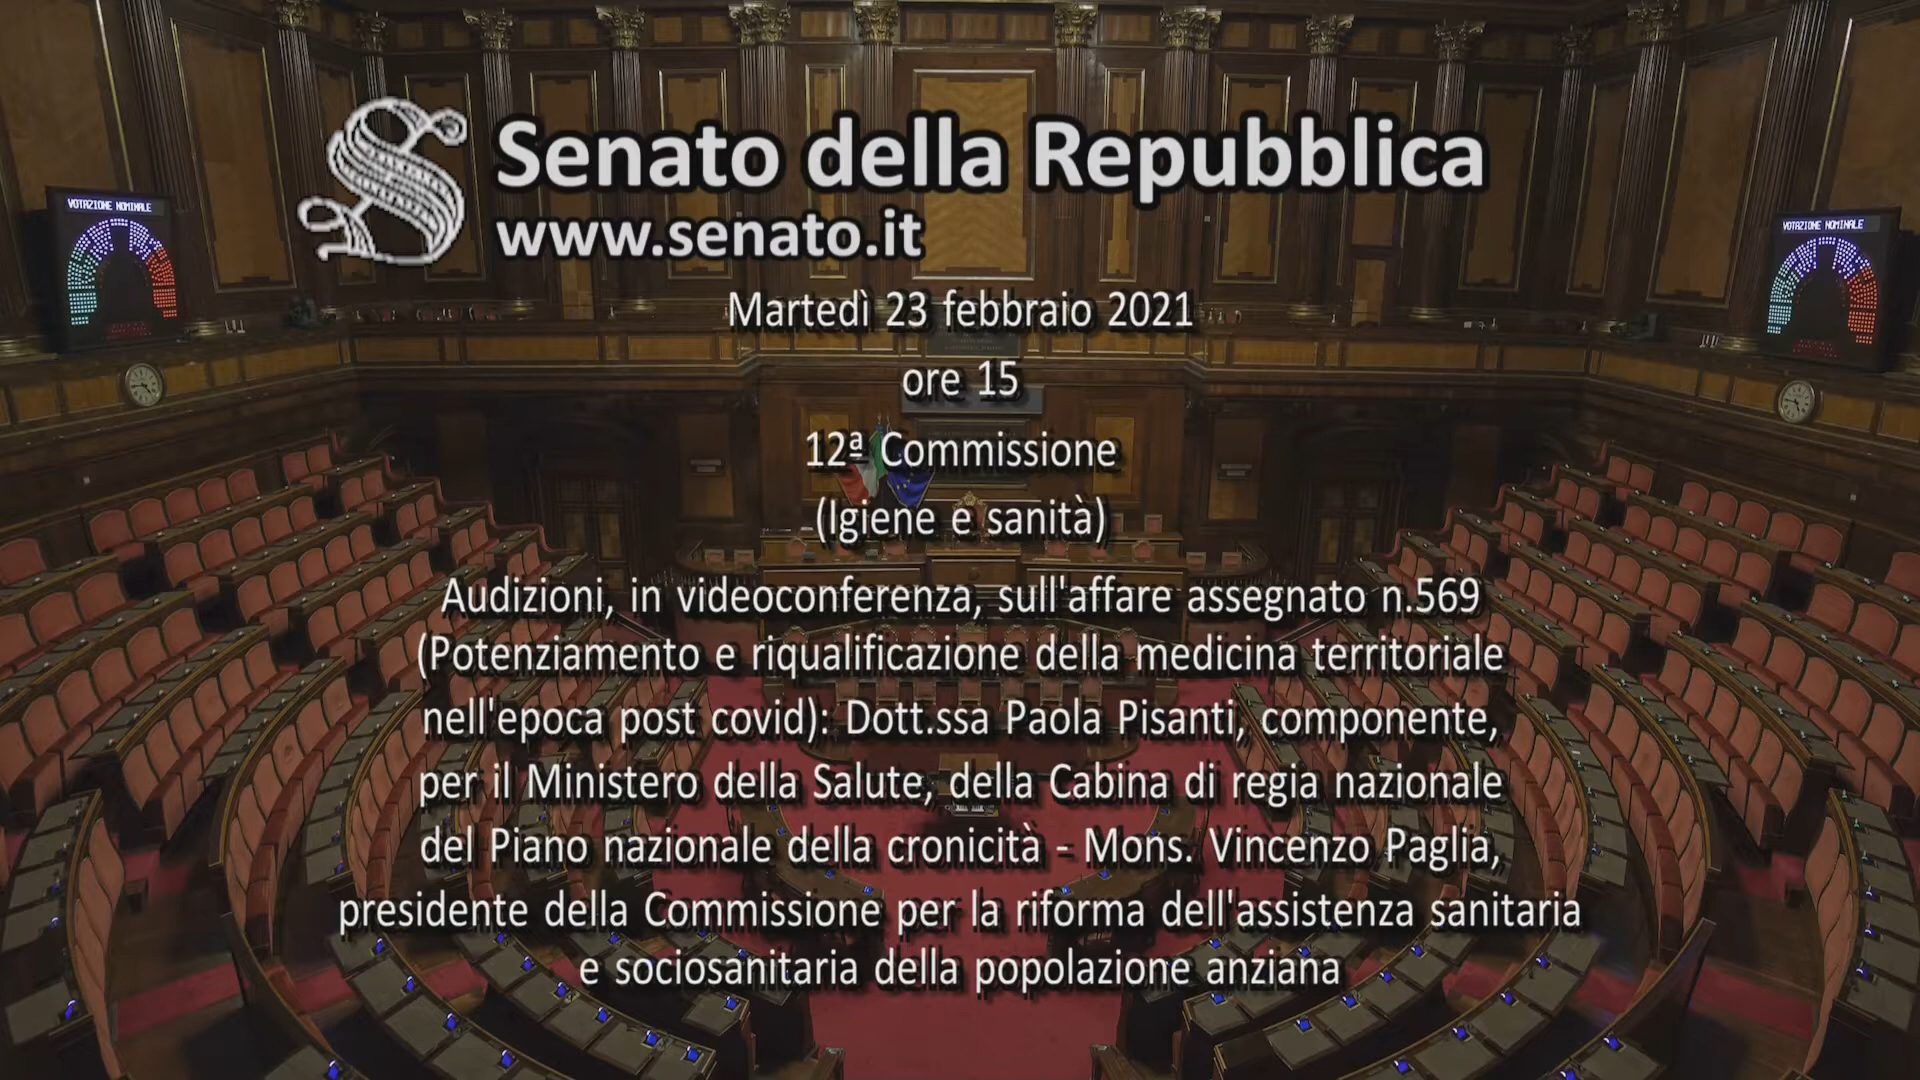 Senato della Repubblica
www.senato.it
VOTAZIONE NOMINALE
VOTAZIONE NOMINALE
Martedì 23 febbraio 2021
ore 15
12ª Commissione
(Igiene e sanità)
Audizioni, in videoconferenza, sull'affare assegnato n.569
(Potenziamento e riqualificazione della medicina territoriale
nell'epoca post covid): Dott.ssa Paola Pisanti, componente,
per il Ministero della Salute, della Cabina di regia nazionale
del Piano nazionale della cronicità - Mons. Vincenzo Paglia,
presidente della Commissione per la riforma dell'assistenza sanitaria
e sociosanitaria della popolazione anziana